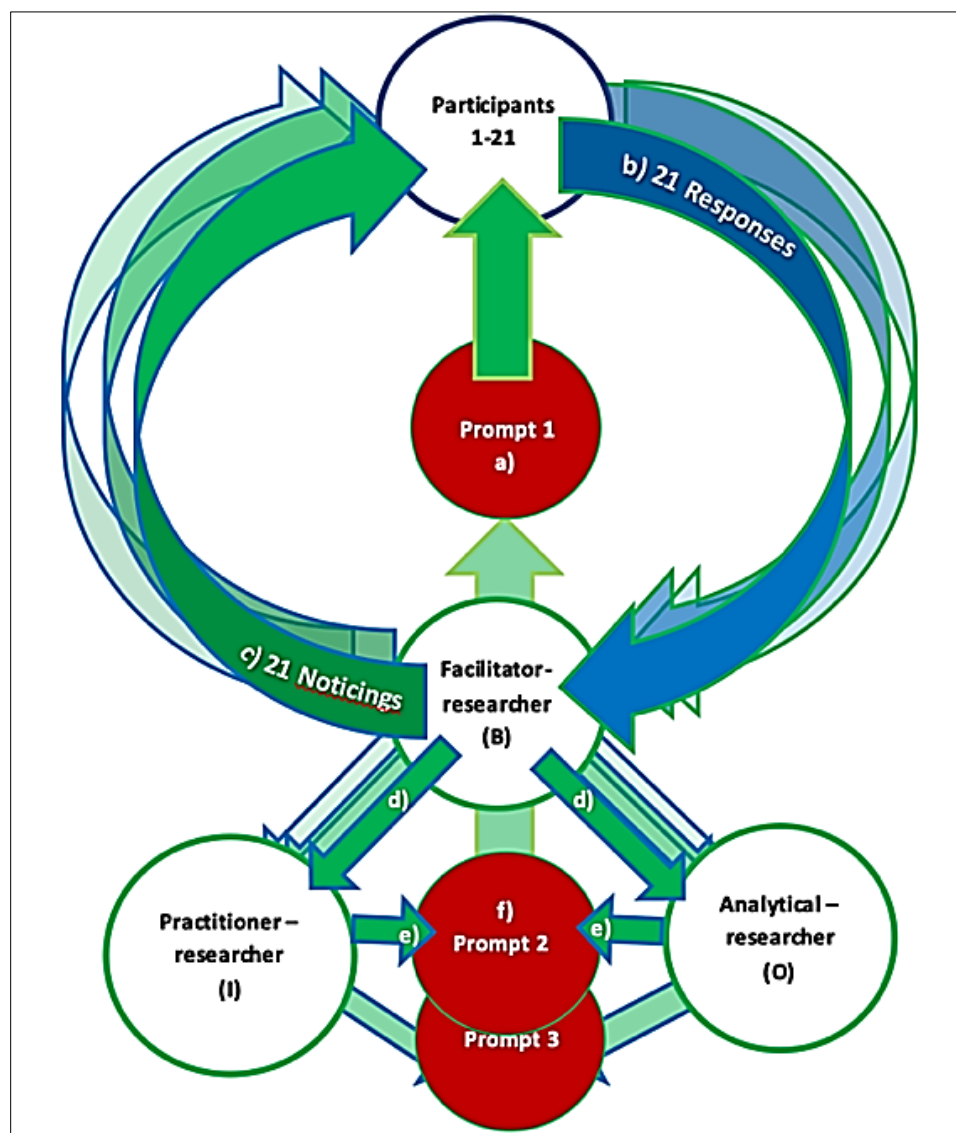 Participants
1-21
b) 21 Responses
Prompt 1
a)
c) 21 Noticings
Facilitator-
researcher
(B)
d)
d)
Practitioner –
researcher
(I)
e)
f)
Prompt 2
e)
Analytical –
researcher
(O)
Prompt 3